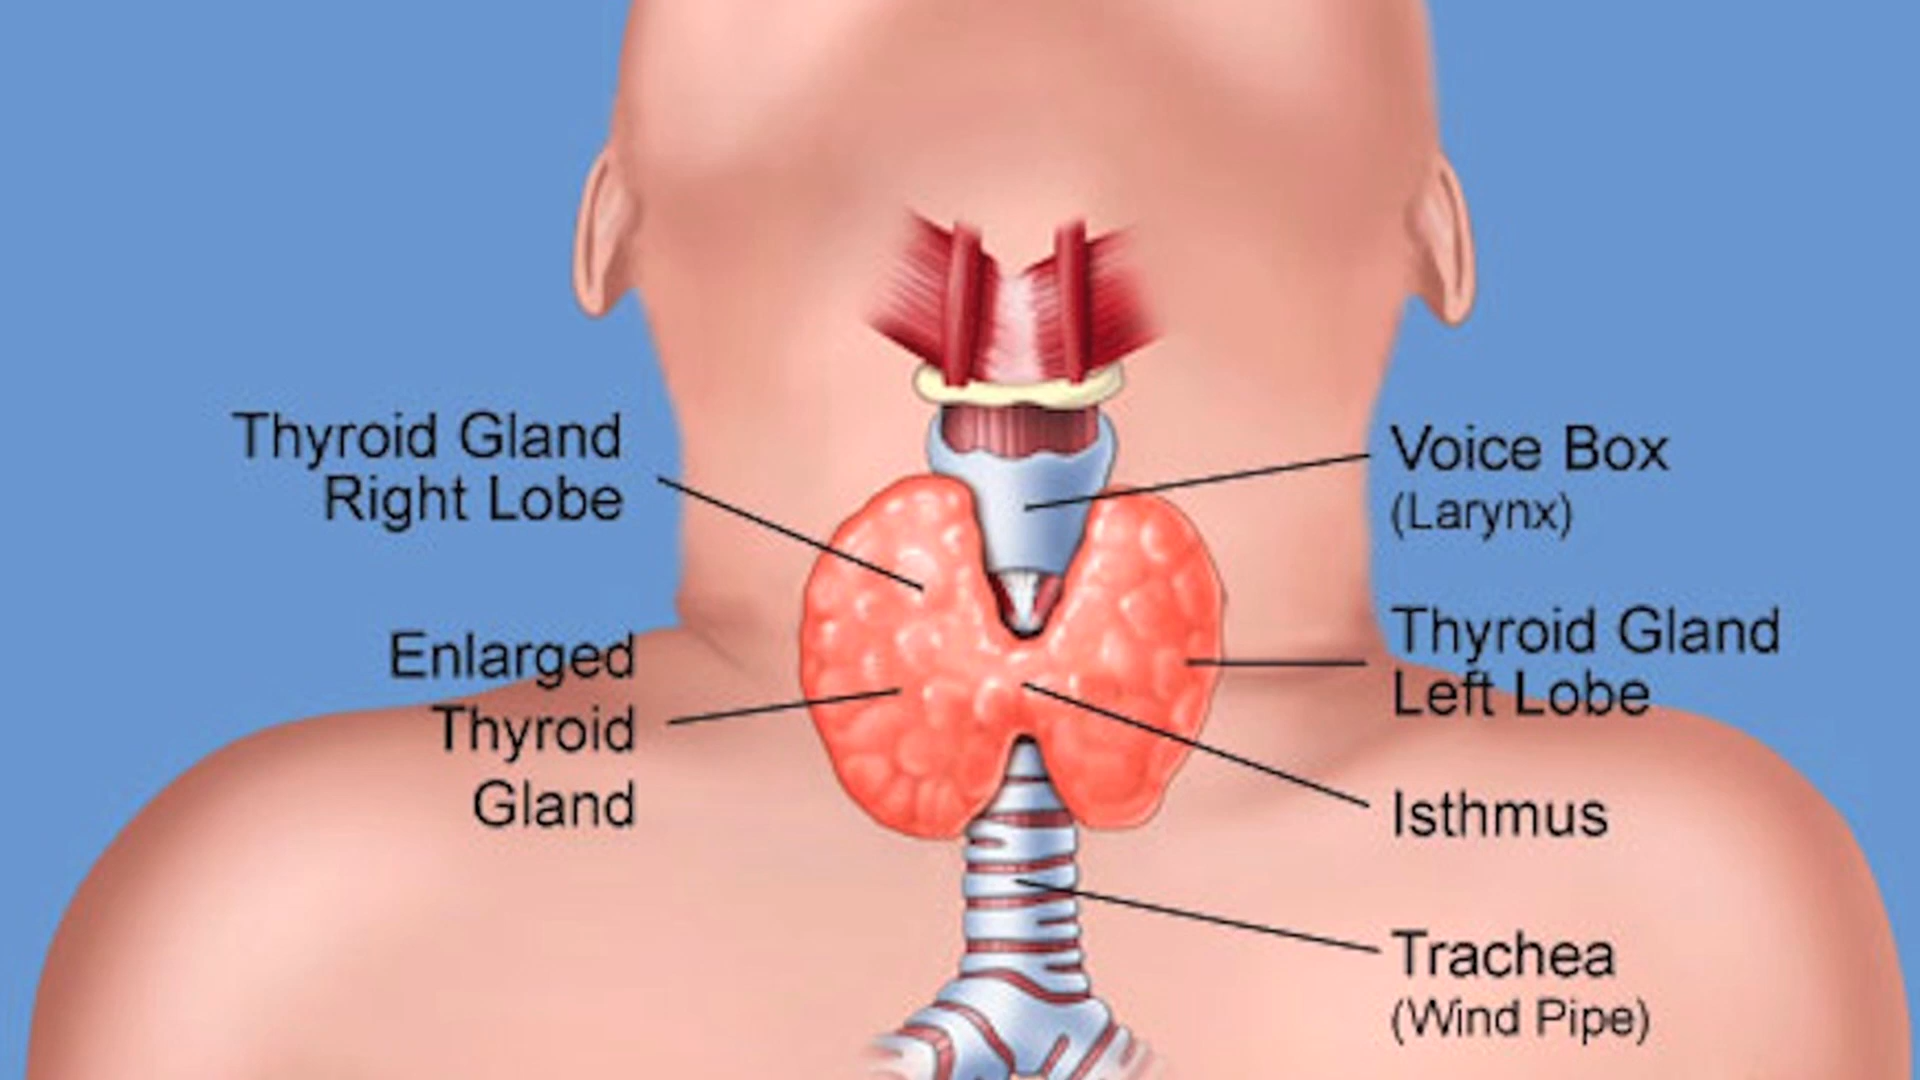 Thyroid Gland
Right Lobe
Enlarged
Thyroid
Gland
Voice Box
(Larynx)
Thyroid Gland
Left Lobe
Isthmus
Trachea
(Wind Pipe)